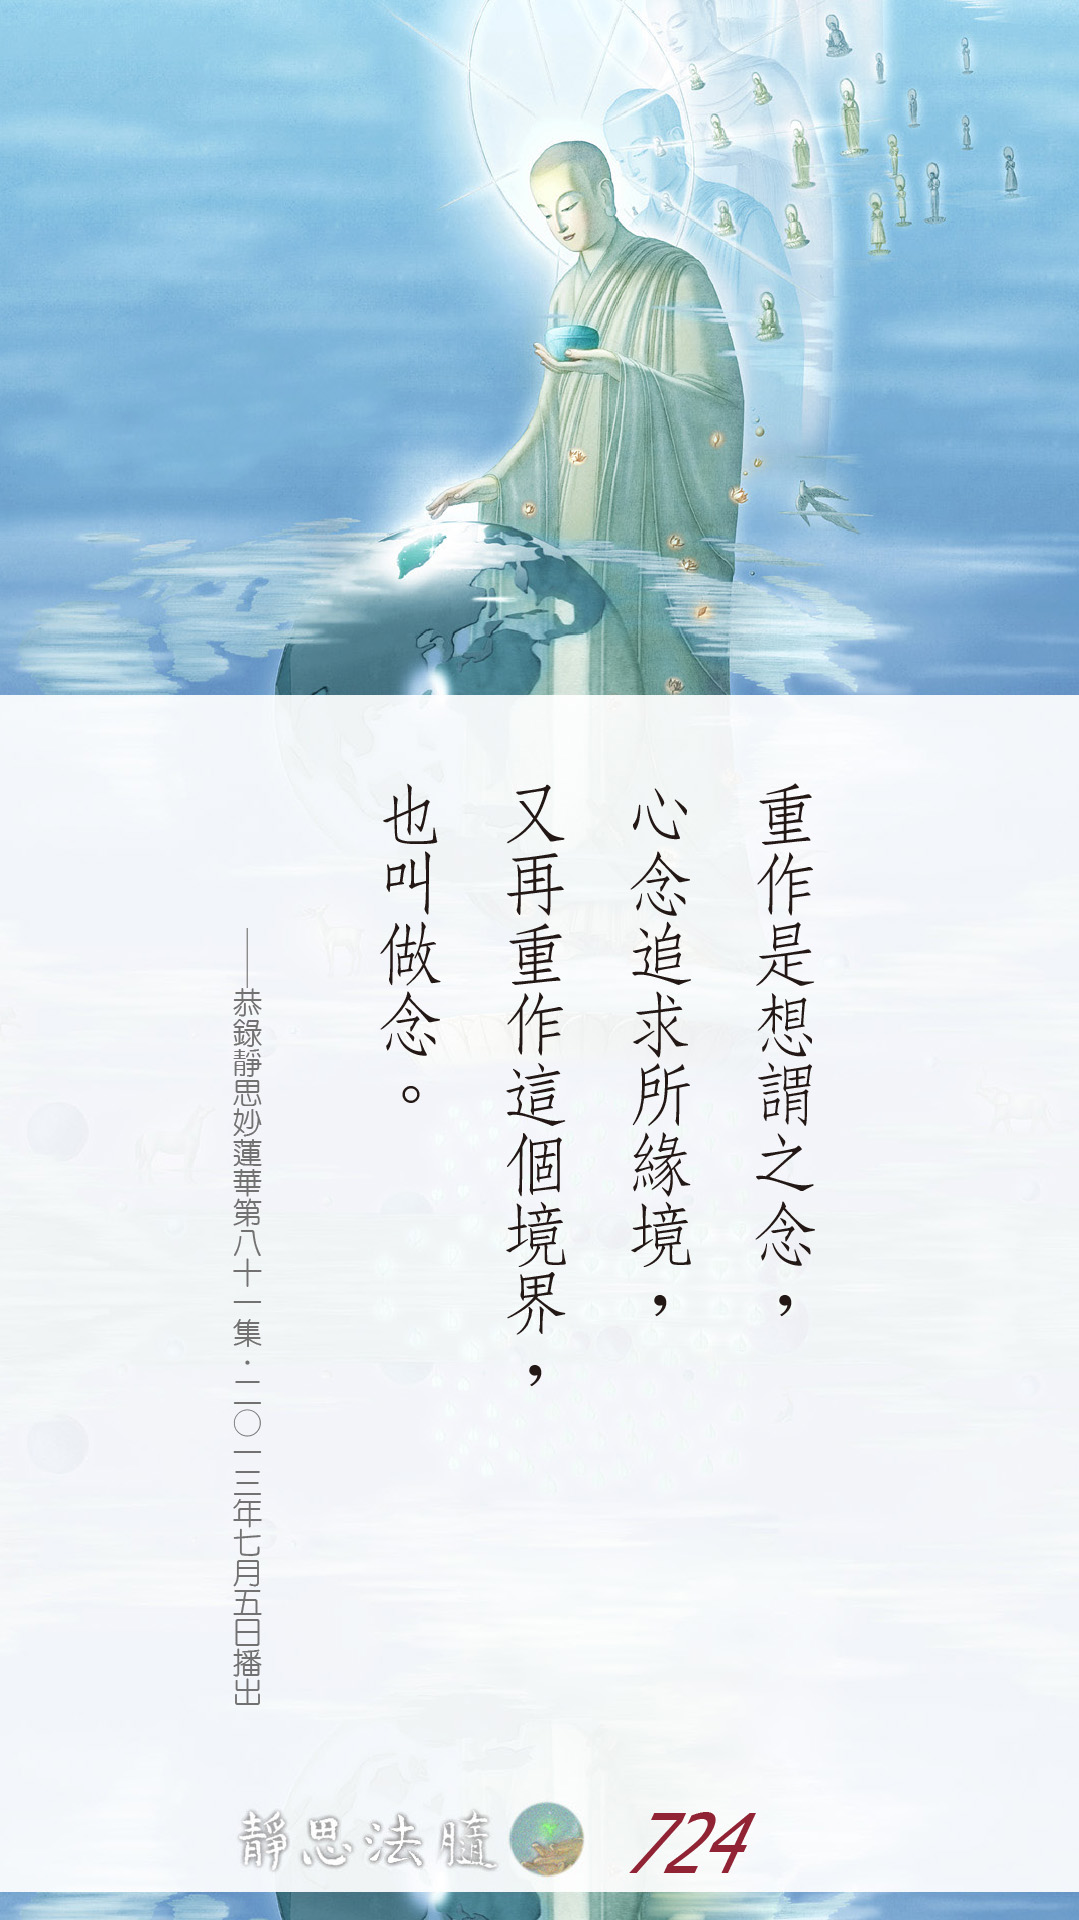 重作是想謂之念，
心念追求所緣境，
又再重作這個境界，
也叫做念。
——恭錄靜思妙蓮華第八十一集．二〇一三年七月五日播出
靜思法髓
724